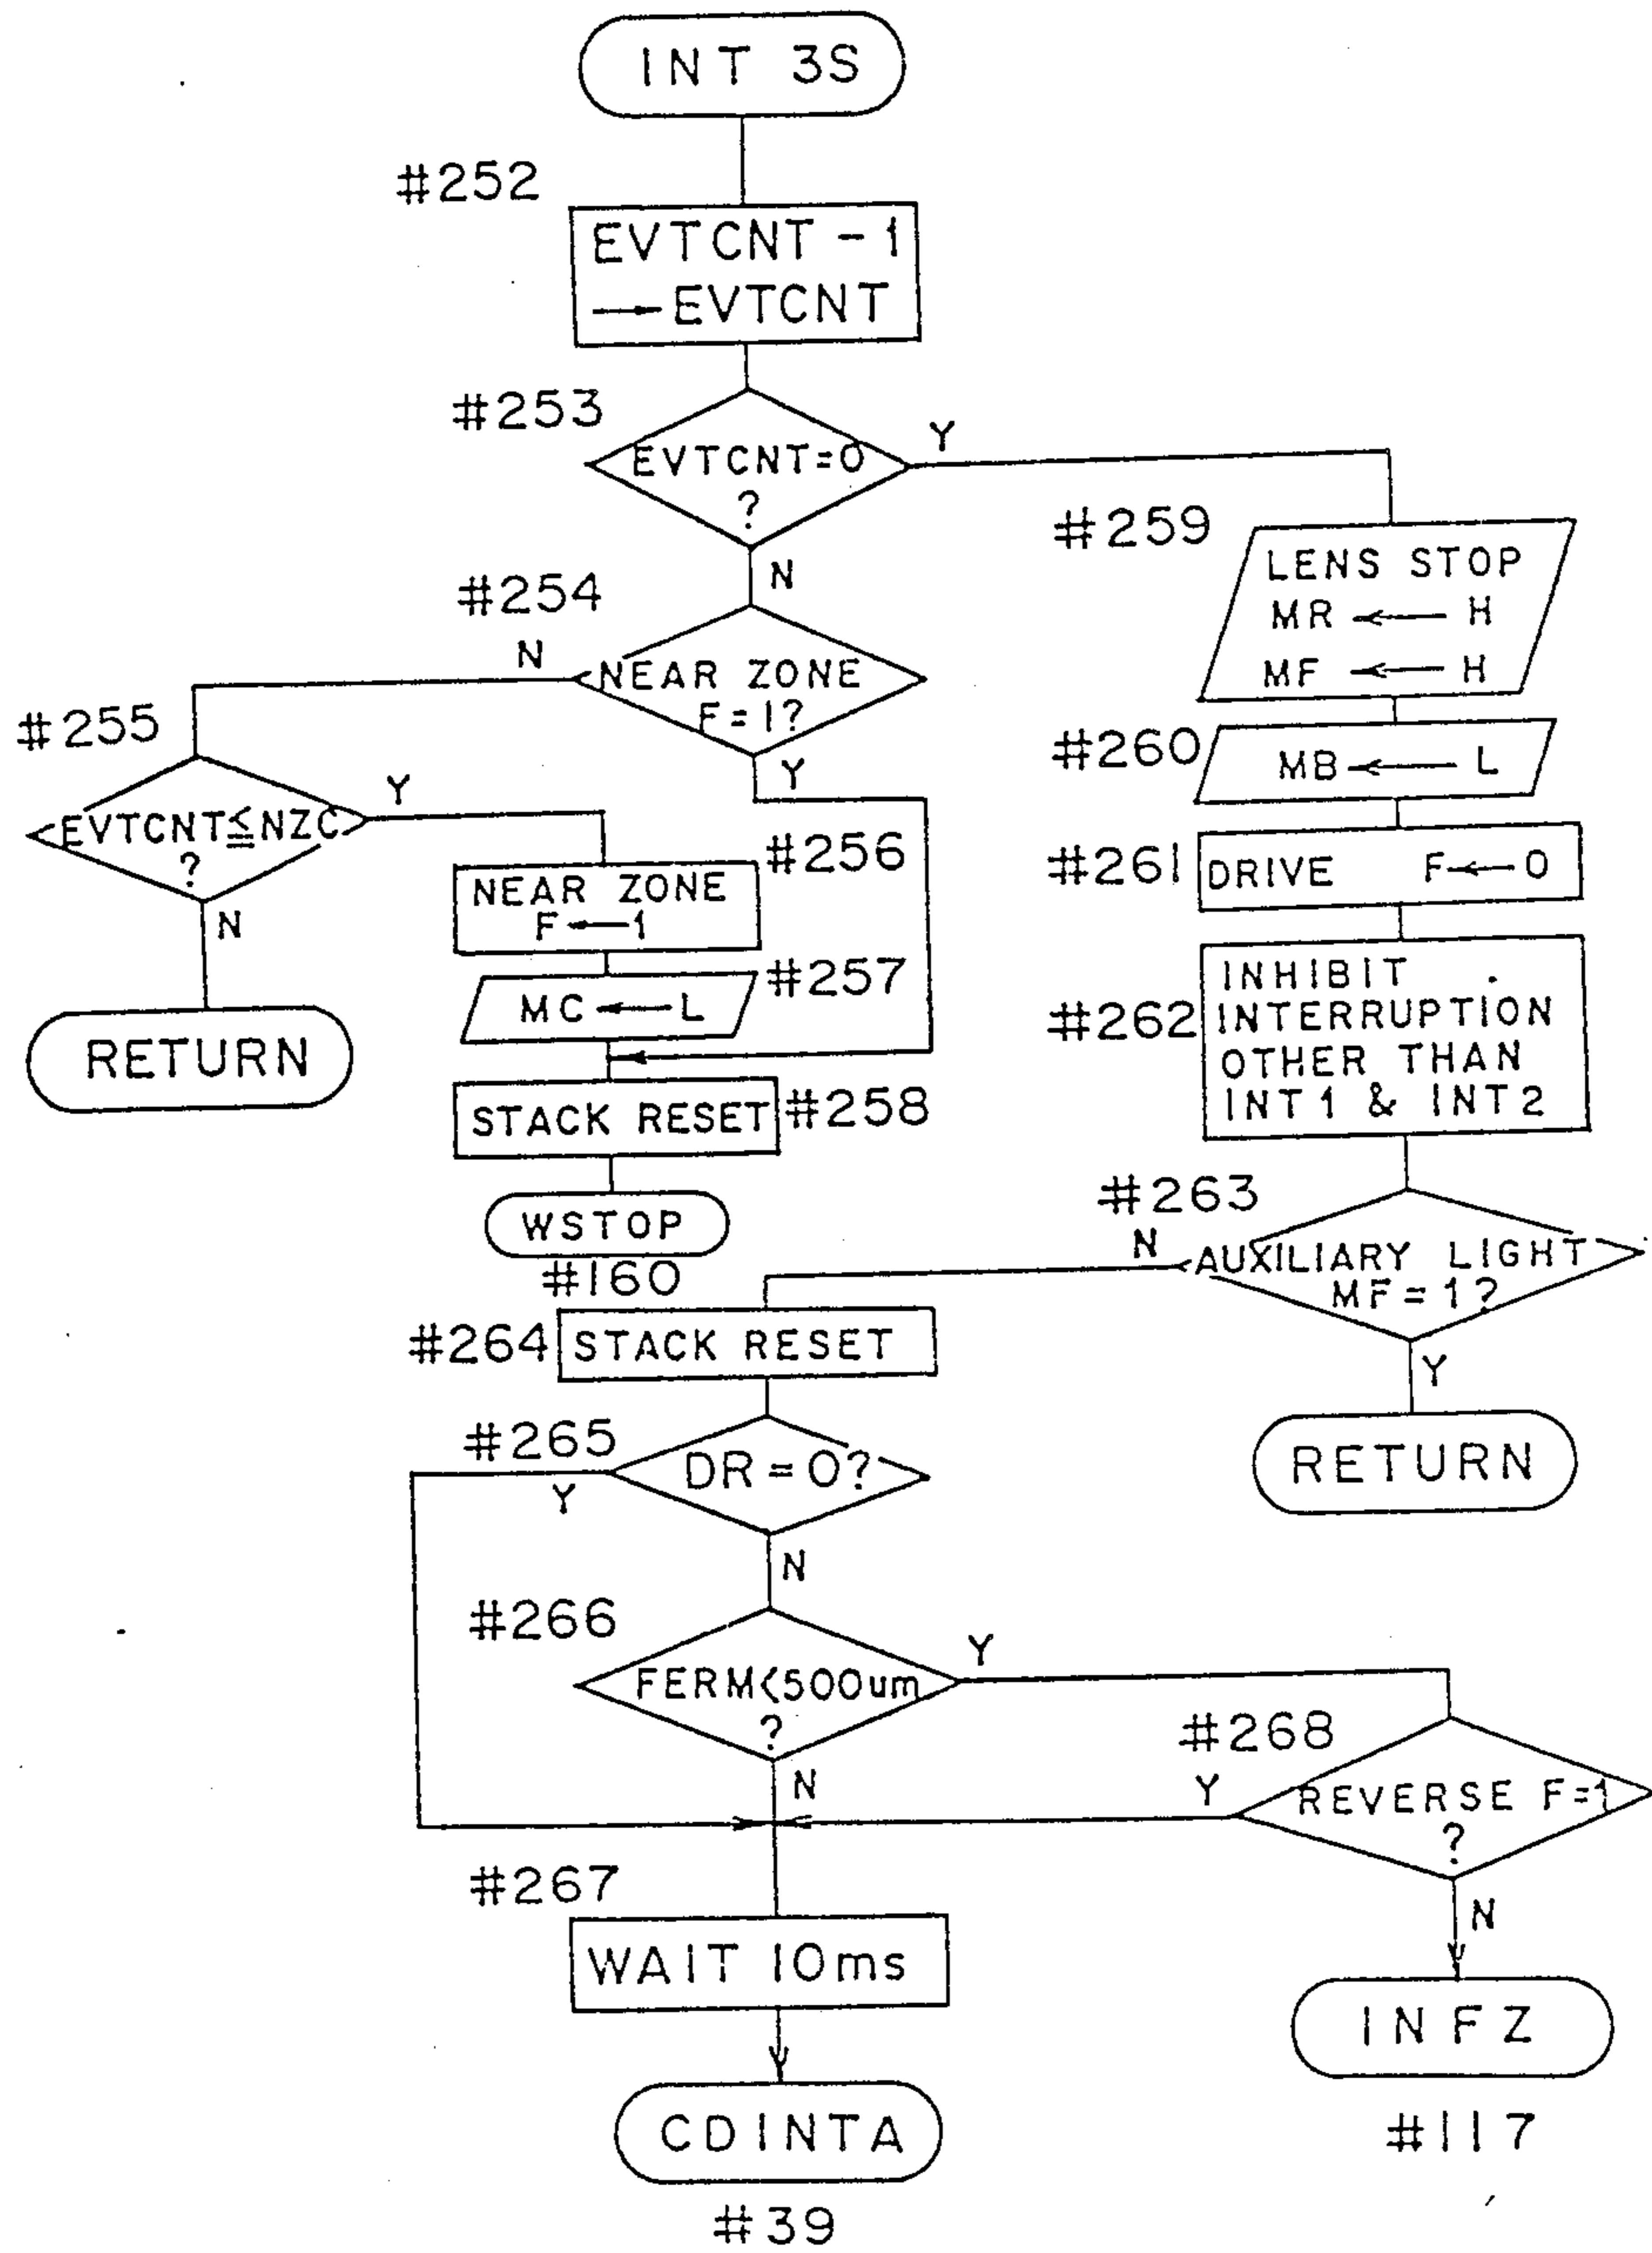 INT 3S
#252
EVTCNT - 1
→ EVTCNT
#253
EVTCNT=0
?
Y
N
#254
N
NEAR ZONE
F=1?
Y
#255
EVTCNT≦NZC
?
Y
N
RETURN
#256
NEAR ZONE
F ← 1
#257
MC ← L
#258
STACK RESET
WSTOP
#160
#259
LENS STOP
MR ← H
MF ← H
#260
MB ← L
#261
DRIVE F ← 0
#262
INHIBIT
INTERRUPTION
OTHER THAN
INT1 & INT2
#263
N
AUXILIARY LIGHT
MF=1?
Y
RETURN
#264
STACK RESET
#265
DR=0?
Y
N
#266
FERM<500um
?
Y
N
#268
Y
REVERSE F=1
?
N
INFZ
#117
#267
WAIT 10ms
CDINTA
#39